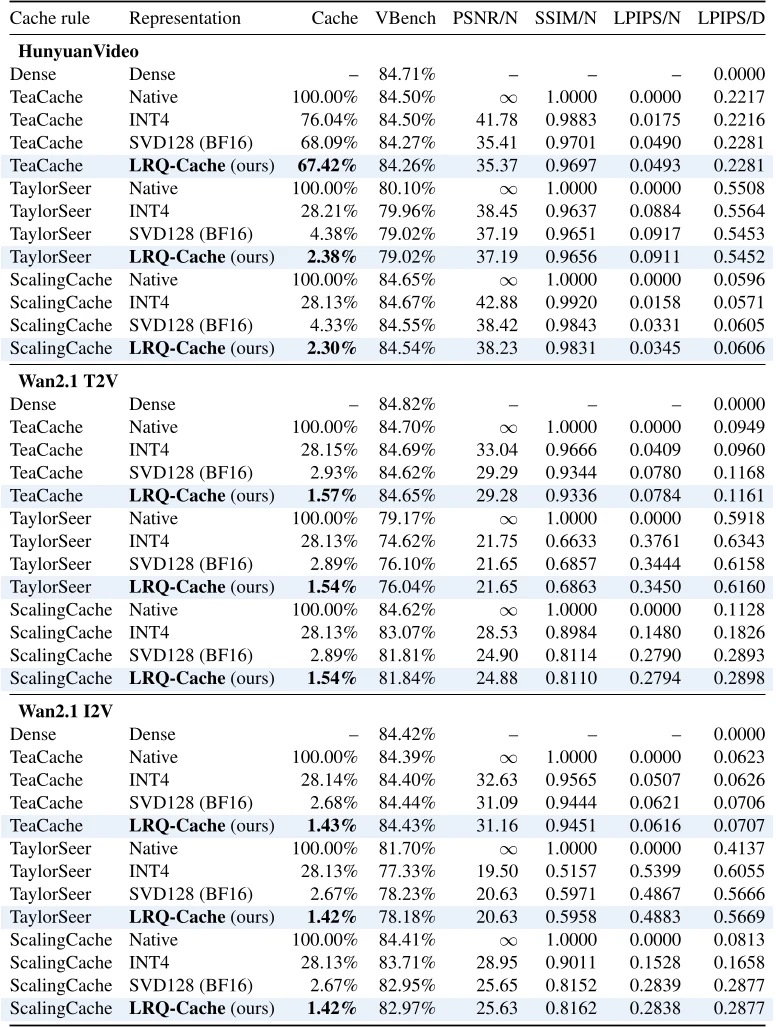 Cache rule Representation Cache VBench PSNR/N SSIM/N LPIPS/N LPIPS/D
HunyuanVideo
Dense Dense – 84.71% – – – 0.0000
TeaCache Native 100.00% 84.50% ∞ 1.0000 0.0000 0.2217
TeaCache INT4 76.04% 84.50% 41.78 0.9883 0.0175 0.2216
TeaCache SVD128 (BF16) 68.09% 84.27% 35.41 0.9701 0.0490 0.2281
TeaCache LRQ-Cache (ours) 67.42% 84.26% 35.37 0.9697 0.0493 0.2281
TaylorSeer Native 100.00% 80.10% ∞ 1.0000 0.0000 0.5508
TaylorSeer INT4 28.21% 79.96% 38.45 0.9637 0.0884 0.5564
TaylorSeer SVD128 (BF16) 4.38% 79.02% 37.19 0.9651 0.0917 0.5453
TaylorSeer LRQ-Cache (ours) 2.38% 79.02% 37.19 0.9656 0.0911 0.5452
ScalingCache Native 100.00% 84.65% ∞ 1.0000 0.0000 0.0596
ScalingCache INT4 28.13% 84.67% 42.88 0.9920 0.0158 0.0571
ScalingCache SVD128 (BF16) 4.33% 84.55% 38.42 0.9843 0.0331 0.0605
ScalingCache LRQ-Cache (ours) 2.30% 84.54% 38.23 0.9831 0.0345 0.0606
Wan2.1 T2V
Dense Dense – 84.82% – – – 0.0000
TeaCache Native 100.00% 84.70% ∞ 1.0000 0.0000 0.0949
TeaCache INT4 28.15% 84.69% 33.04 0.9666 0.0409 0.0960
TeaCache SVD128 (BF16) 2.93% 84.62% 29.29 0.9344 0.0780 0.1168
TeaCache LRQ-Cache (ours) 1.57% 84.65% 29.28 0.9336 0.0784 0.1161
TaylorSeer Native 100.00% 79.17% ∞ 1.0000 0.0000 0.5918
TaylorSeer INT4 28.13% 74.62% 21.75 0.6633 0.3761 0.6343
TaylorSeer SVD128 (BF16) 2.89% 76.10% 21.65 0.6857 0.3444 0.6158
TaylorSeer LRQ-Cache (ours) 1.54% 76.04% 21.65 0.6863 0.3450 0.6160
ScalingCache Native 100.00% 84.62% ∞ 1.0000 0.0000 0.1128
ScalingCache INT4 28.13% 83.07% 28.53 0.8984 0.1480 0.1826
ScalingCache SVD128 (BF16) 2.89% 81.81% 24.90 0.8114 0.2790 0.2893
ScalingCache LRQ-Cache (ours) 1.54% 81.84% 24.88 0.8110 0.2794 0.2898
Wan2.1 I2V
Dense Dense – 84.42% – – – 0.0000
TeaCache Native 100.00% 84.39% ∞ 1.0000 0.0000 0.0623
TeaCache INT4 28.14% 84.40% 32.63 0.9565 0.0507 0.0626
TeaCache SVD128 (BF16) 2.68% 84.44% 31.09 0.9444 0.0621 0.0706
TeaCache LRQ-Cache (ours) 1.43% 84.43% 31.16 0.9451 0.0616 0.0707
TaylorSeer Native 100.00% 81.70% ∞ 1.0000 0.0000 0.4137
TaylorSeer INT4 28.13% 77.33% 19.50 0.5157 0.5399 0.6055
TaylorSeer SVD128 (BF16) 2.67% 78.23% 20.63 0.5971 0.4867 0.5666
TaylorSeer LRQ-Cache (ours) 1.42% 78.18% 20.63 0.5958 0.4883 0.5669
ScalingCache Native 100.00% 84.41% ∞ 1.0000 0.0000 0.0813
ScalingCache INT4 28.13% 83.71% 28.95 0.9011 0.1528 0.1658
ScalingCache SVD128 (BF16) 2.67% 82.95% 25.65 0.8152 0.2839 0.2877
ScalingCache LRQ-Cache (ours) 1.42% 82.97% 25.63 0.8162 0.2838 0.2877